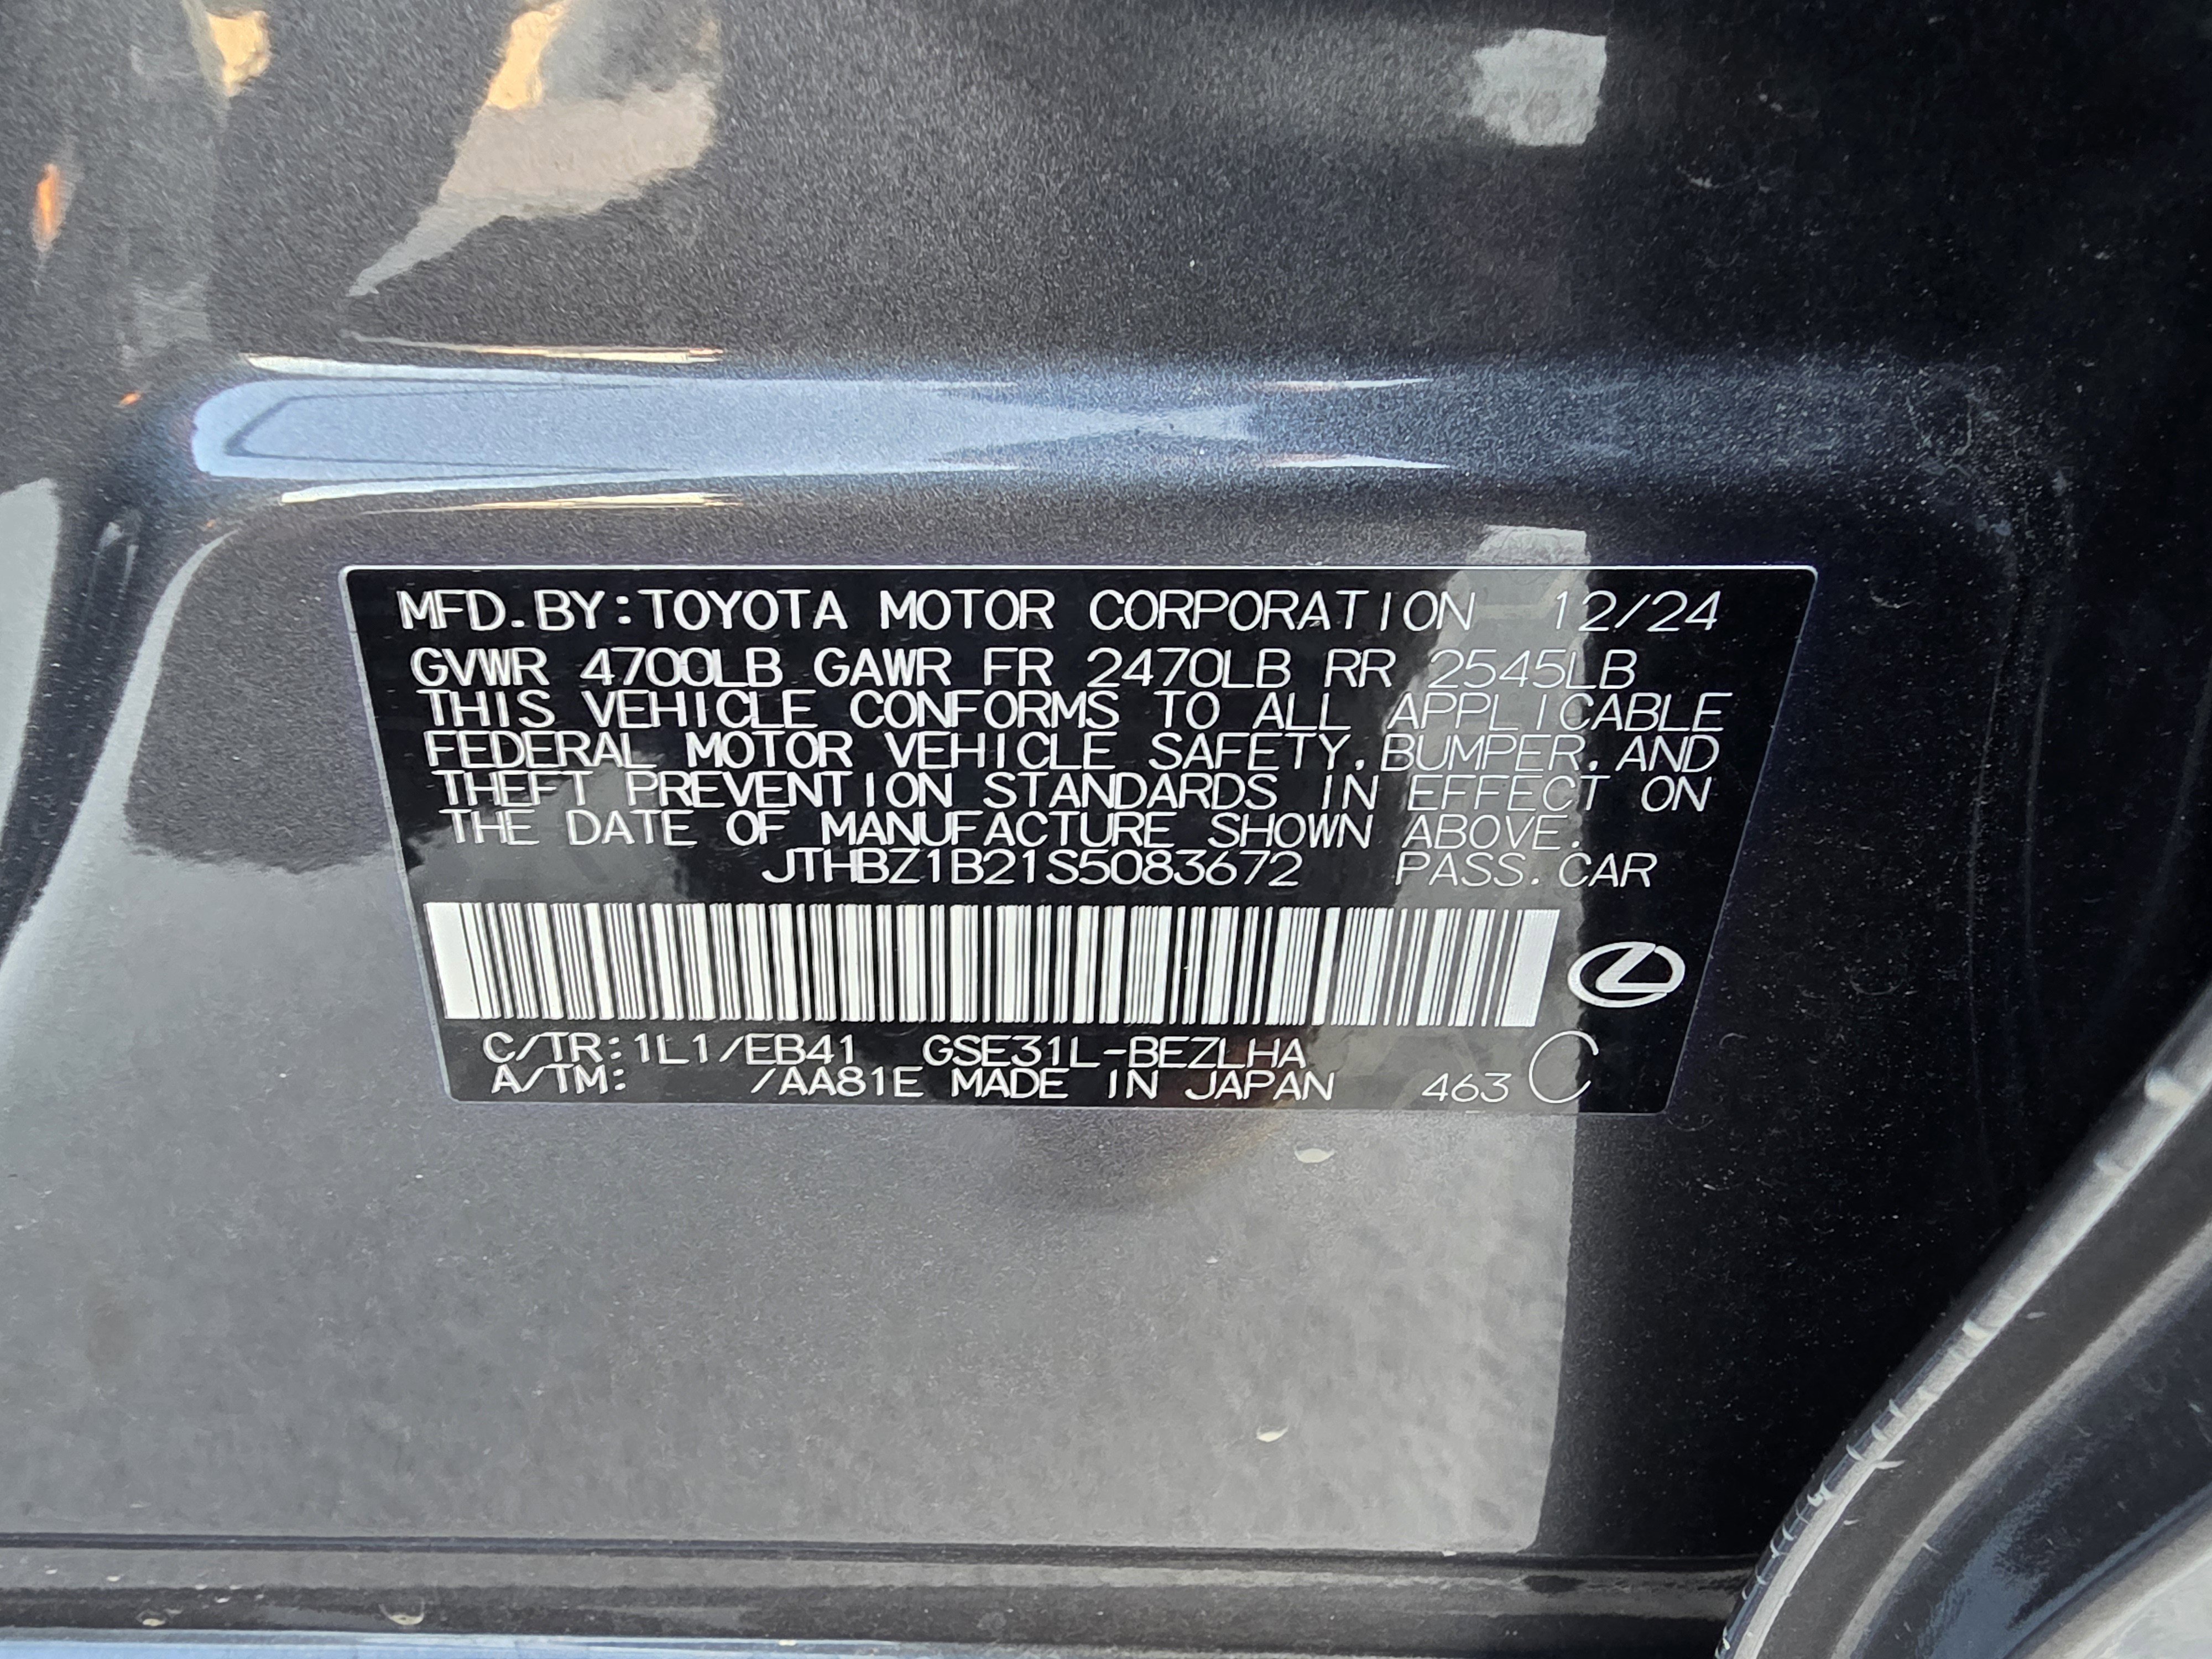 MFD.BY:TOYOTA MOTOR CORPORATION 12/24
GVWR 4700LB GAWR FR 2470LB RR 2545LB
THIS VEHICLE CONFORMS TO ALL APPLICABLE
FEDERAL MOTOR VEHICLE SAFETY,BUMPER,AND
THEFT PREVENTION STANDARDS IN EFFECT ON
THE DATE OF MANUFACTURE SHOWN ABOVE.
JTHBZ1B21S5083672 PASS.CAR
C/TR:1L1/EB41 GSE31L-BEZLHA
A/TM: /AA81E MADE IN JAPAN 463 C